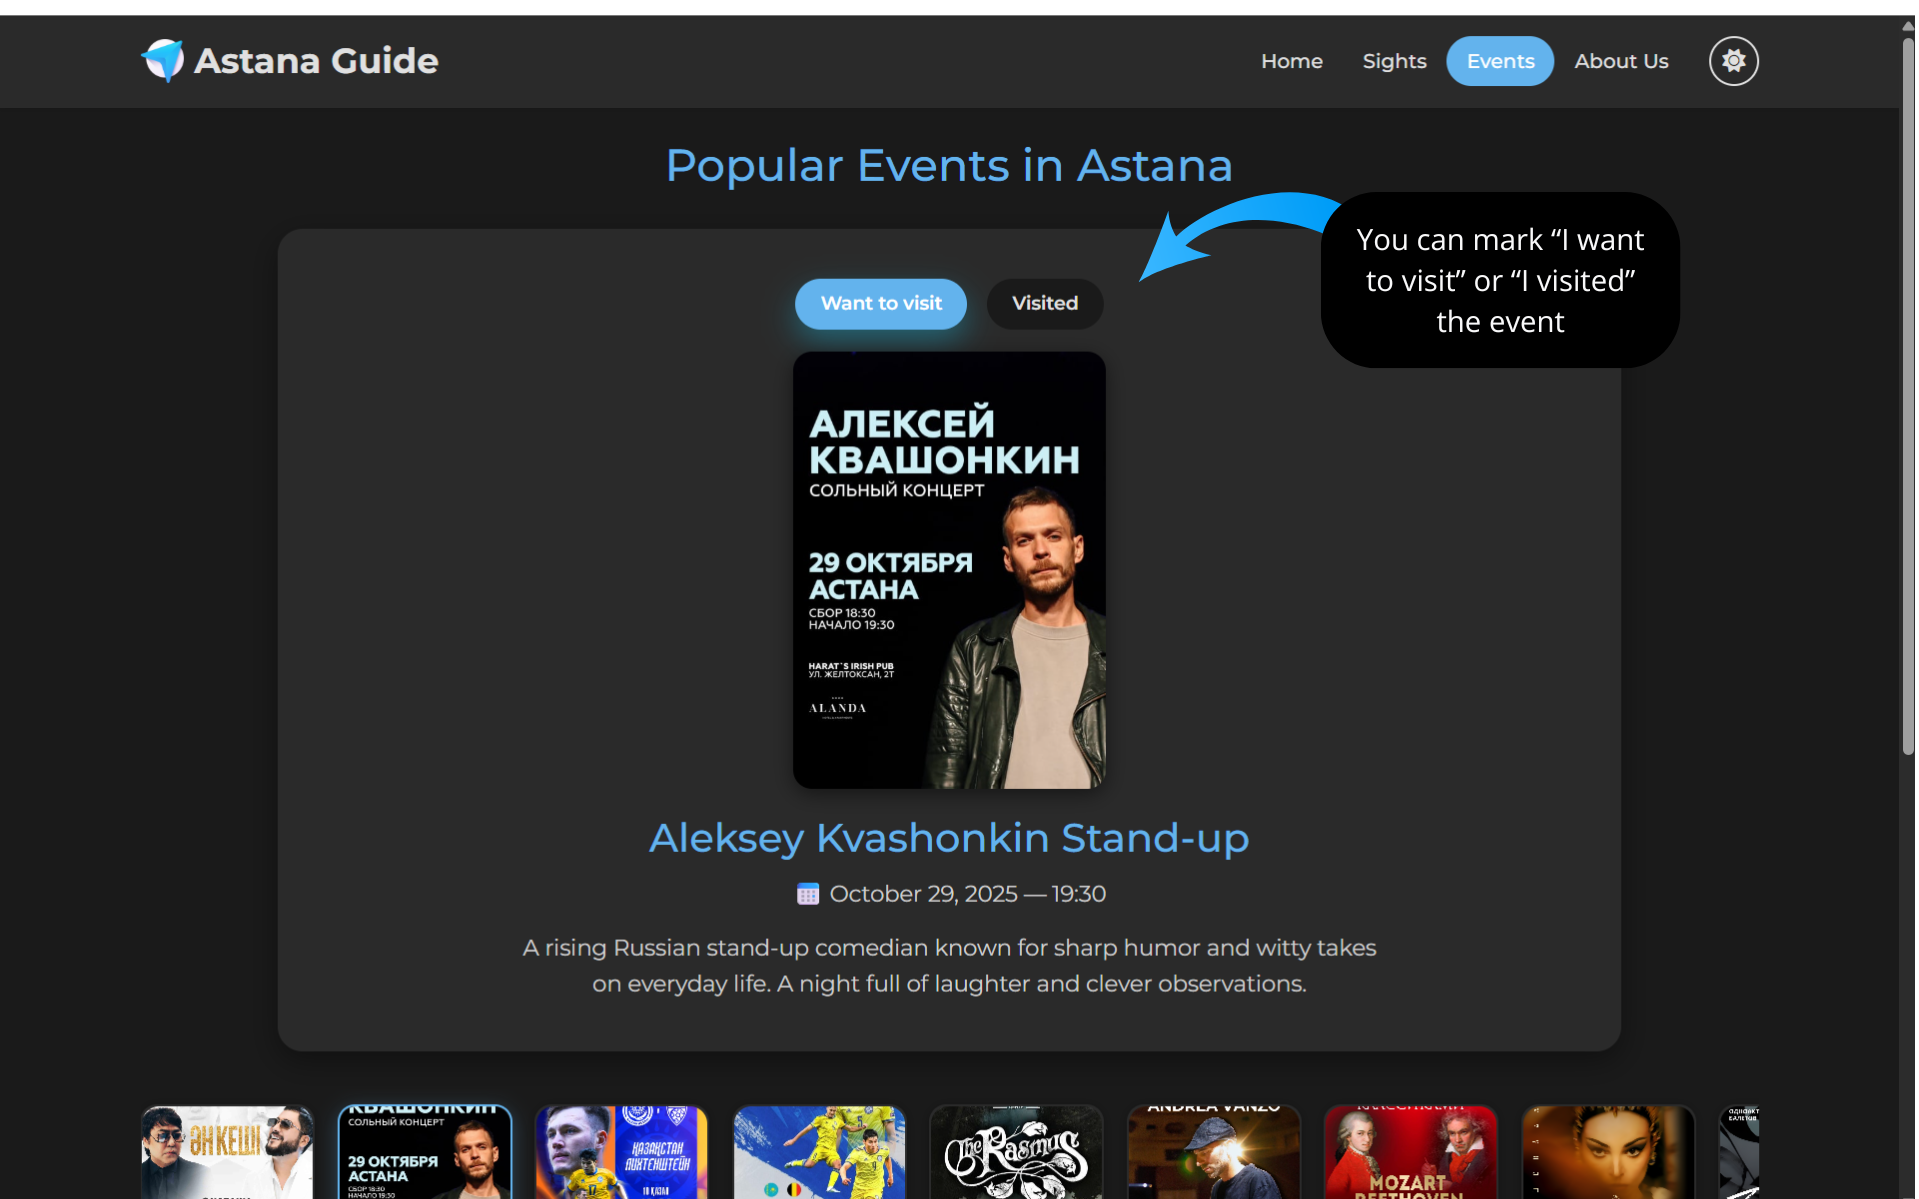 Astana Guide
Home
Sights
Events
About Us
Popular Events in Astana
You can mark “I want
to visit” or “I visited”
the event
Want to visit
Visited
АЛЕКСЕЙ
КВАШОНКИН
СОЛЬНЫЙ КОНЦЕРТ
29 ОКТЯБРЯ
АСТАНА
СБОР 18:30
НАЧАЛО 19:30
HARAT`S IRISH PUB
УЛ. ЖЕЛТОКСАН, 2Т
ALANDA
Aleksey Kvashonkin Stand-up
October 29, 2025 — 19:30
A rising Russian stand-up comedian known for sharp humor and witty takes
on everyday life. A night full of laughter and clever observations.
ӘН КЕШІ
КВАШОНКИН
СОЛЬНЫЙ КОНЦЕРТ
29 ОКТЯБРЯ
АСТАНА
СБОР 18:30
НАЧАЛО 19:30
ҚАЗАҚСТАН
ЛИХТЕНШТЕЙН
The Rasmus
ANDREA VANZO
MOZART
BEETHOVEN